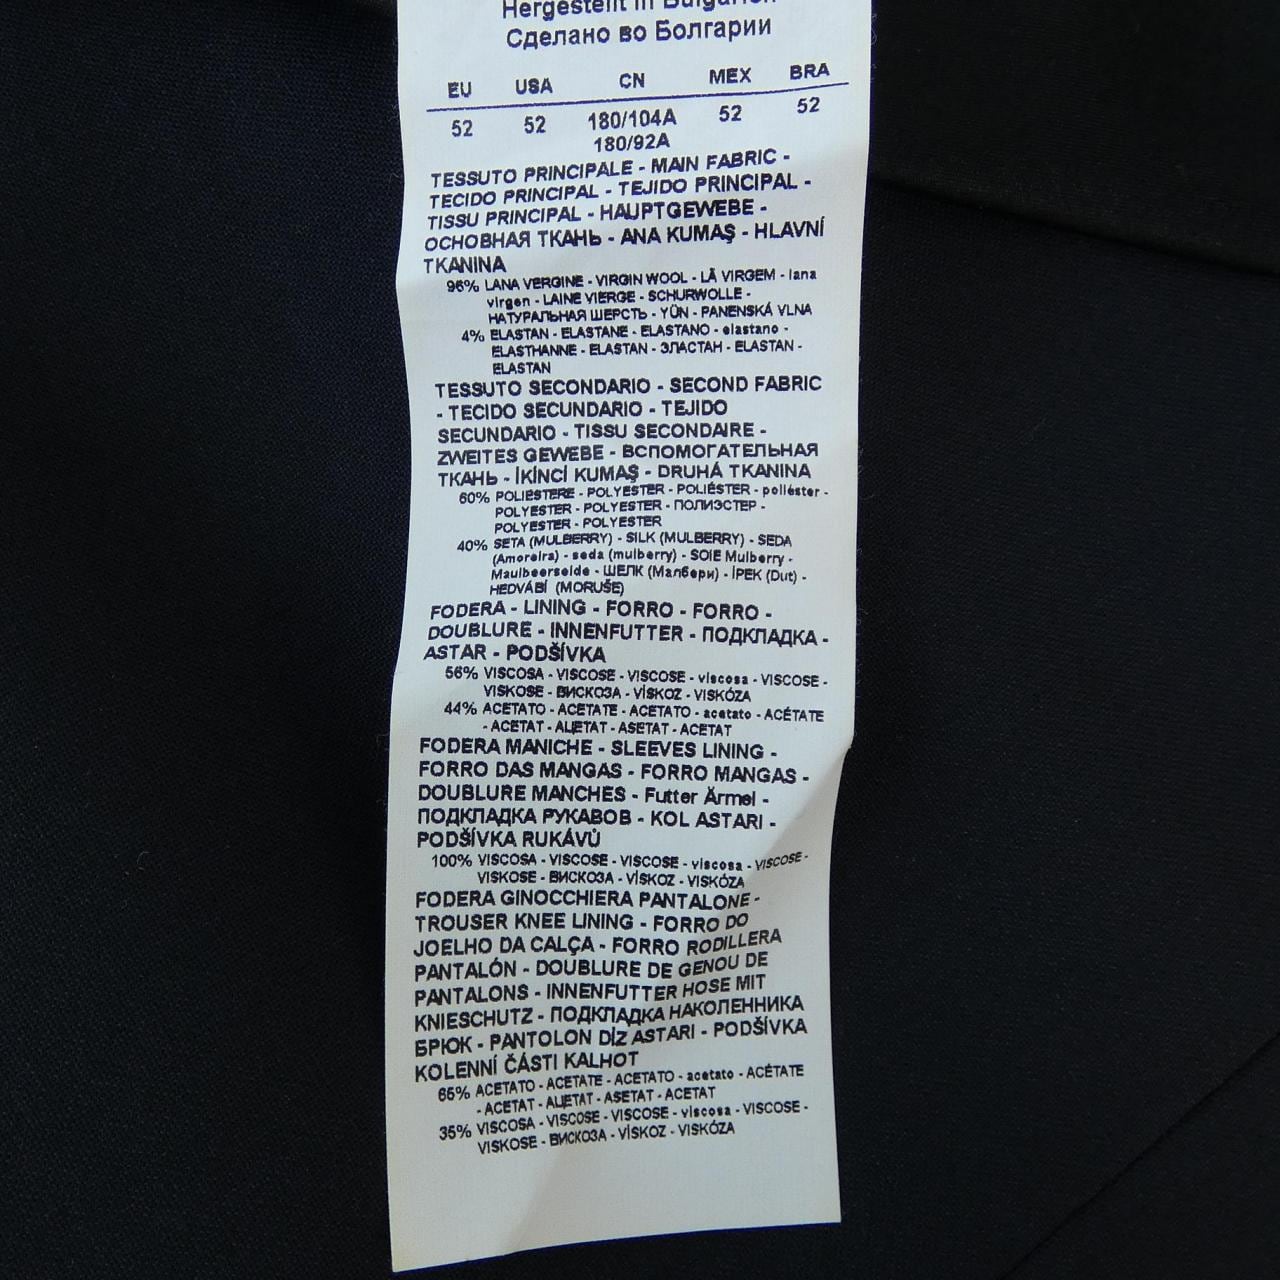 Hergestellt in Bulgarien
Сделано во Болгарии
EU USA CN MEX BRA
52 52 180/104A 52 52
180/92A
TESSUTO PRINCIPALE - MAIN FABRIC -
TECIDO PRINCIPAL - TEJIDO PRINCIPAL -
TISSU PRINCIPAL - HAUPTGEWEBE -
ОСНОВНАЯ ТКАНЬ - ANA KUMAŞ - HLAVNÍ
TKANINA
96% LANA VERGINE - VIRGIN WOOL - LÃ VIRGEM - lana
virgen - LAINE VIERGE - SCHURWOLLE -
НАТУРАЛЬНАЯ ШЕРСТЬ - YÜN - PANENSKÁ VLNA
4% ELASTAN - ELASTANE - ELASTANO - elastano -
ELASTHANNE - ELASTAN - ЭЛАСТАН - ELASTAN -
ELASTAN
TESSUTO SECONDARIO - SECOND FABRIC
- TECIDO SECUNDARIO - TEJIDO
SECUNDARIO - TISSU SECONDAIRE -
ZWEITES GEWEBE - ВСПОМОГАТЕЛЬНАЯ
ТКАНЬ - İKİNCİ KUMAŞ - DRUHÁ TKANINA
60% POLIESTERE - POLYESTER - POLIÉSTER - poliéster -
POLYESTER - POLYESTER - ПОЛИЭСТЕР -
POLYESTER - POLYESTER
40% SETA (MULBERRY) - SILK (MULBERRY) - SEDA
(Amoreira) - seda (mulberry) - SOIE Mulberry -
Maulbeerseide - ШЕЛК (Малбери) - İPEK (Dut) -
HEDVÁBÍ (MORUŠE)
FODERA - LINING - FORRO - FORRO -
DOUBLURE - INNENFUTTER - ПОДКЛАДКА -
ASTAR - PODŠÍVKA
56% VISCOSA - VISCOSE - VISCOSE - viscosa - VISCOSE -
VISKOSE - ВИСКОЗА - VİSKOZ - VISKÓZA
44% ACETATO - ACETATE - ACETATO - acetato - ACÉTATE
- ACETAT - АЦЕТАТ - ASETAT - ACETAT
FODERA MANICHE - SLEEVES LINING -
FORRO DAS MANGAS - FORRO MANGAS -
DOUBLURE MANCHES - Futter Ärmel -
ПОДКЛАДКА РУКАВОВ - KOL ASTARI -
PODŠÍVKA RUKÁVŮ
100% VISCOSA - VISCOSE - VISCOSE - viscosa - VISCOSE -
VISKOSE - ВИСКОЗА - VİSKOZ - VISKÓZA
FODERA GINOCCHIERA PANTALONE -
TROUSER KNEE LINING - FORRO DO
JOELHO DA CALÇA - FORRO RODILLERA
PANTALÓN - DOUBLURE DE GENOU DE
PANTALONS - INNENFUTTER HOSE MIT
KNIESCHUTZ - ПОДКЛАДКА НАКОЛЕННИКА
БРЮК - PANTOLON DİZ ASTARI - PODŠÍVKA
KOLENNÍ ČÁSTI KALHOT
65% ACETATO - ACETATE - ACETATO - acetato - ACÉTATE
- ACETAT - АЦЕТАТ - ASETAT - ACETAT
35% VISCOSA - VISCOSE - VISCOSE - viscosa - VISCOSE -
VISKOSE - ВИСКОЗА - VİSKOZ - VISKÓZA